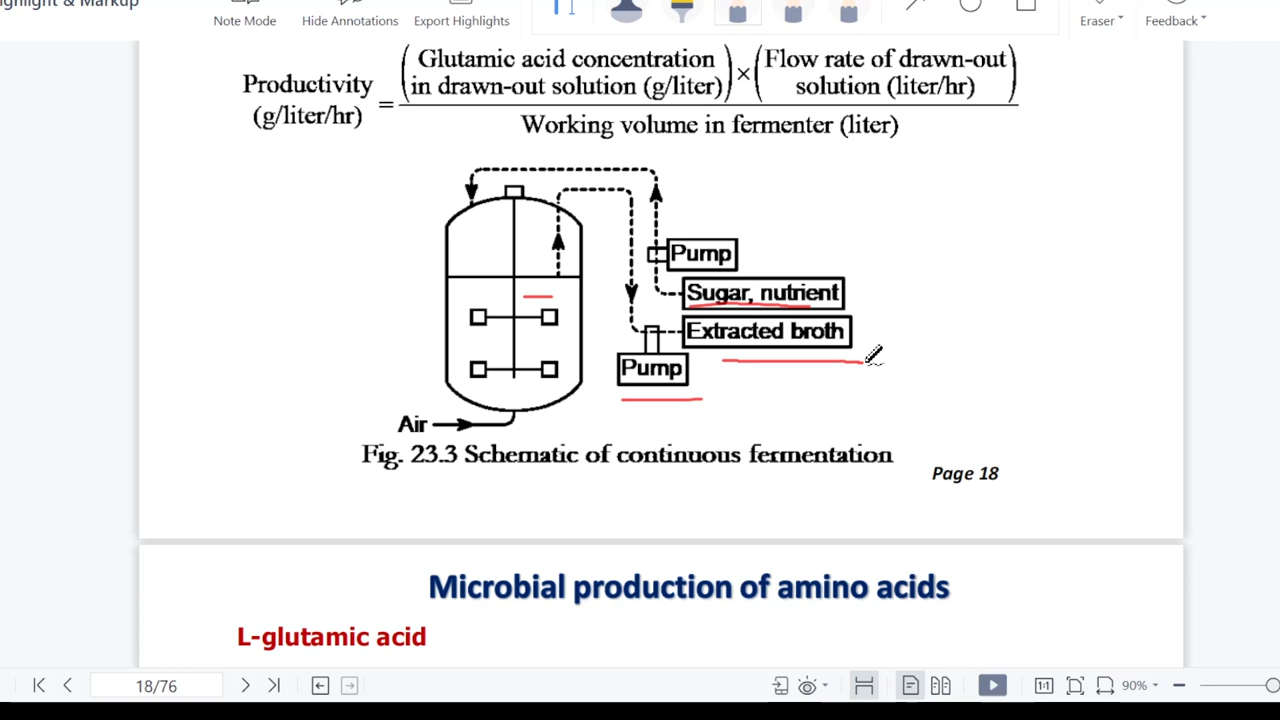 Highlight & Markup
Note Mode
Hide Annotations
Export Highlights
Eraser
Feedback
Productivity (g/liter/hr) = (Glutamic acid concentration in drawn-out solution (g/liter)) × (Flow rate of drawn-out solution (liter/hr))
Working volume in fermenter (liter)
Pump
Sugar, nutrient
Extracted broth
Pump
Air
Fig. 23.3 Schematic of continuous fermentation
Page 18
Microbial production of amino acids
L-glutamic acid
18/76
1:1
90%